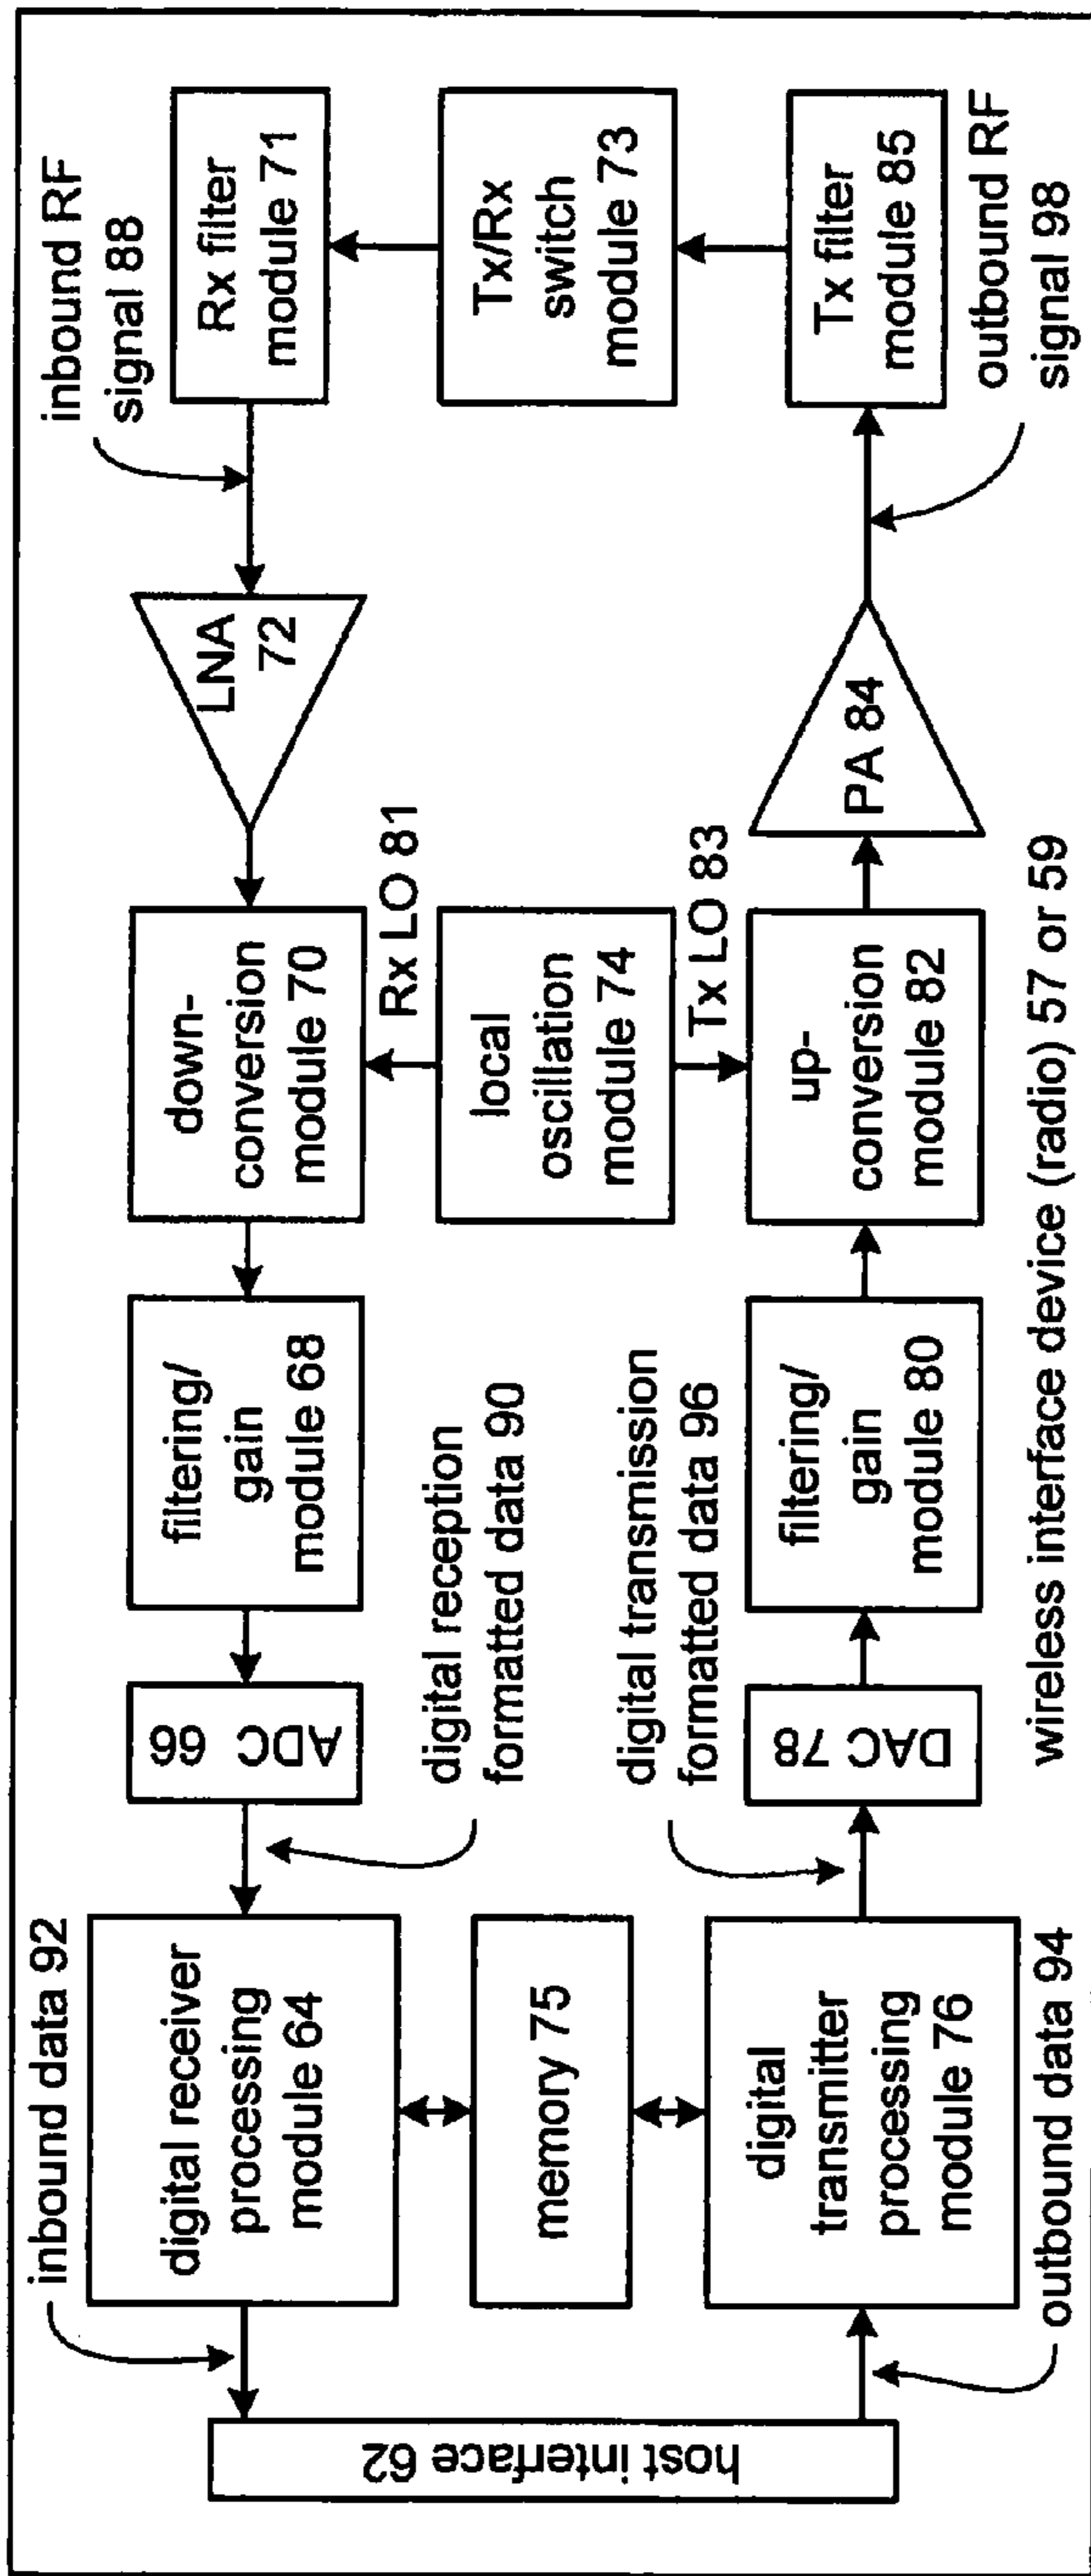 inbound data 92
digital receiver
processing
module 64
ADC 66
filtering/
gain
module 68
down-
conversion
module 70
LNA
72
inbound RF
signal 88
Rx filter
module 71
host interface 62
memory 75
digital reception
formatted data 90
Rx LO 81
local
oscillation
module 74
Tx LO 83
Tx/Rx
switch
module 73
digital transmission
formatted data 96
digital
transmitter
processing
module 76
DAC 78
filtering/
gain
module 80
up-
conversion
module 82
PA 84
Tx filter
module 85
outbound RF
signal 98
outbound data 94
wireless interface device (radio) 57 or 59